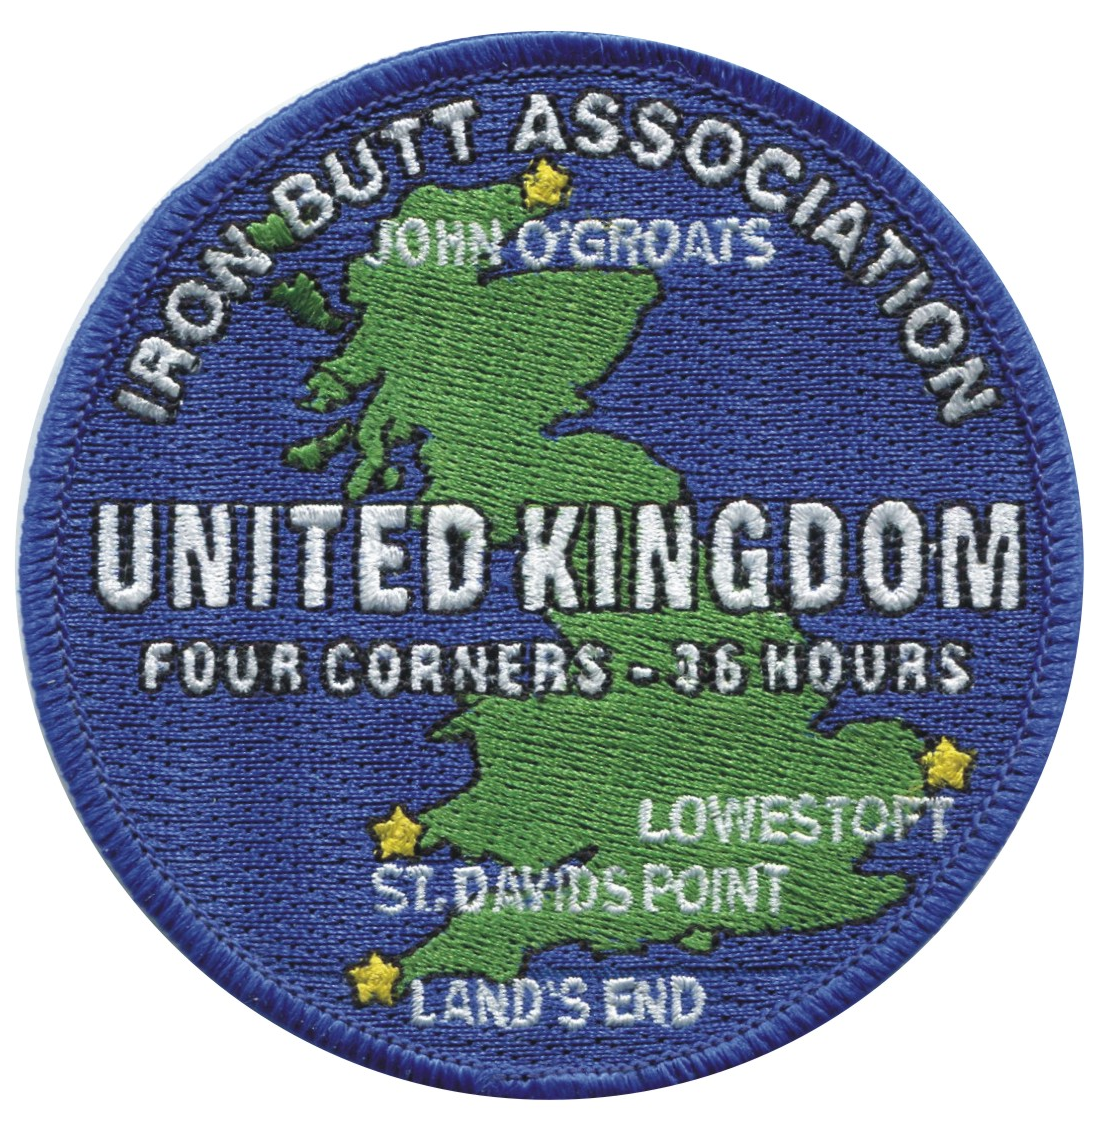 IRON BUTT ASSOCIATION
JOHN O'GROATS
UNITED KINGDOM
FOUR CORNERS - 36 HOURS
LOWESTOFT
ST. DAVIDS POINT
LAND'S END